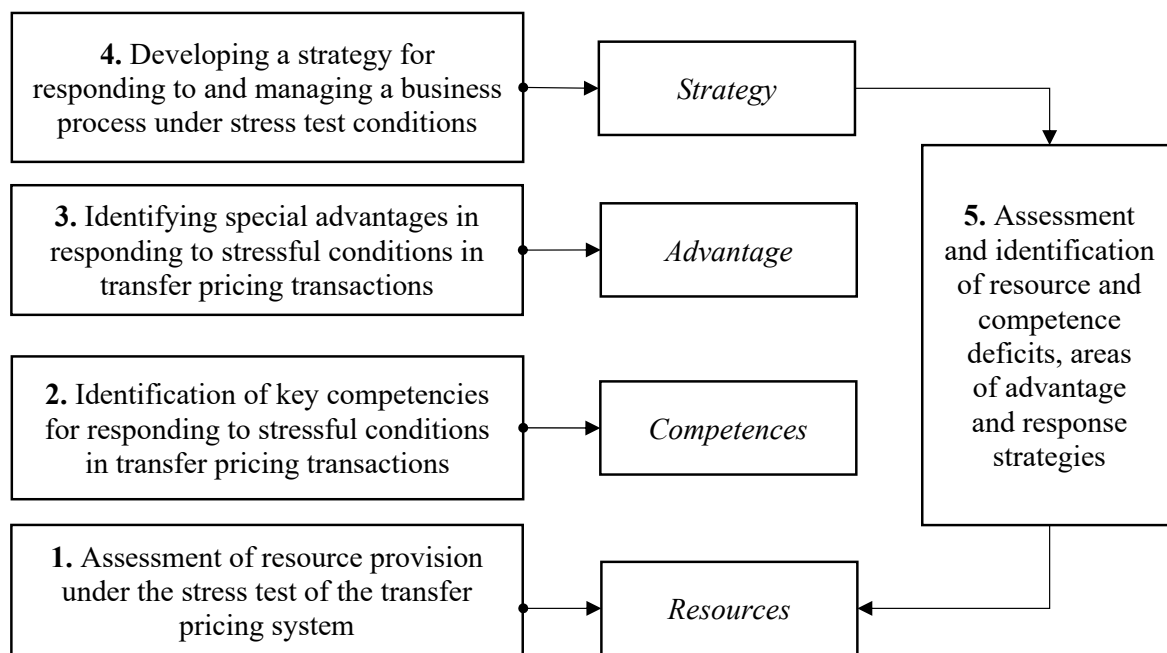 4. Developing a strategy for
responding to and managing a business
process under stress test conditions
Strategy
3. Identifying special advantages in
responding to stressful conditions in
transfer pricing transactions
Advantage
2. Identification of key competencies
for responding to stressful conditions
in transfer pricing transactions
Competences
1. Assessment of resource provision
under the stress test of the transfer
pricing system
Resources
5. Assessment
and identification
of resource and
competence
deficits, areas
of advantage
and response
strategies